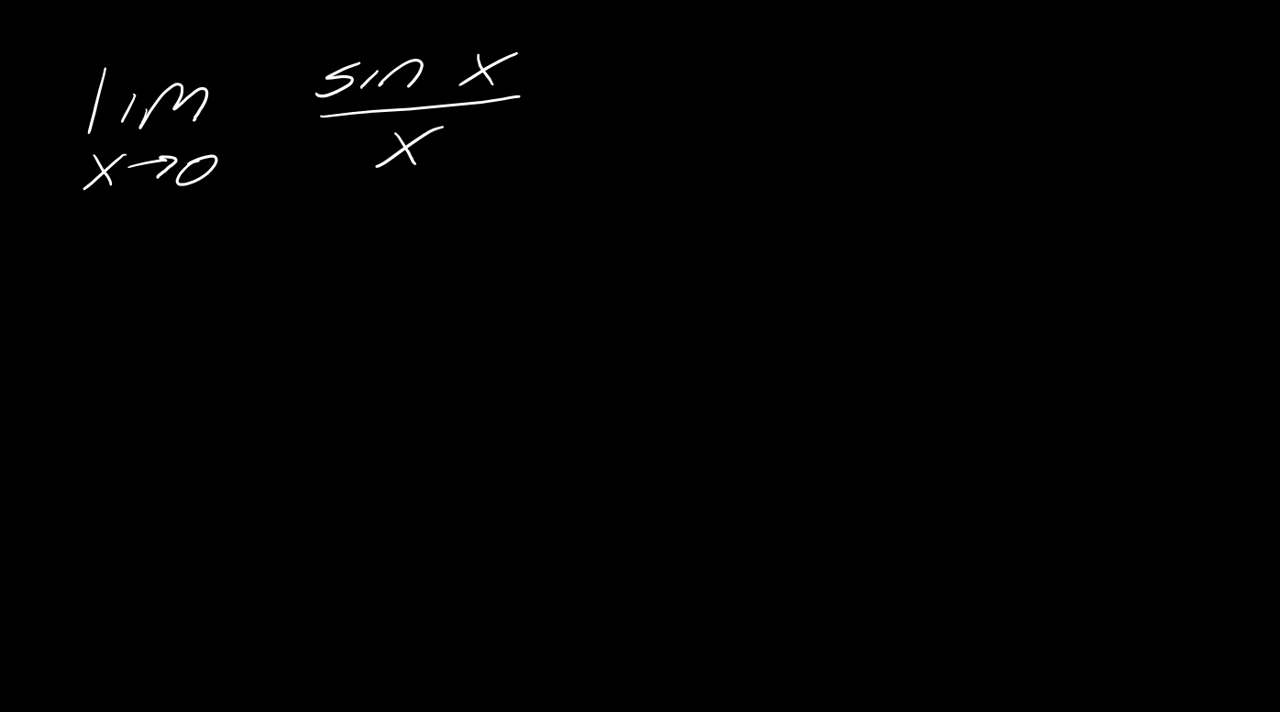 lim sin x / x
x→0